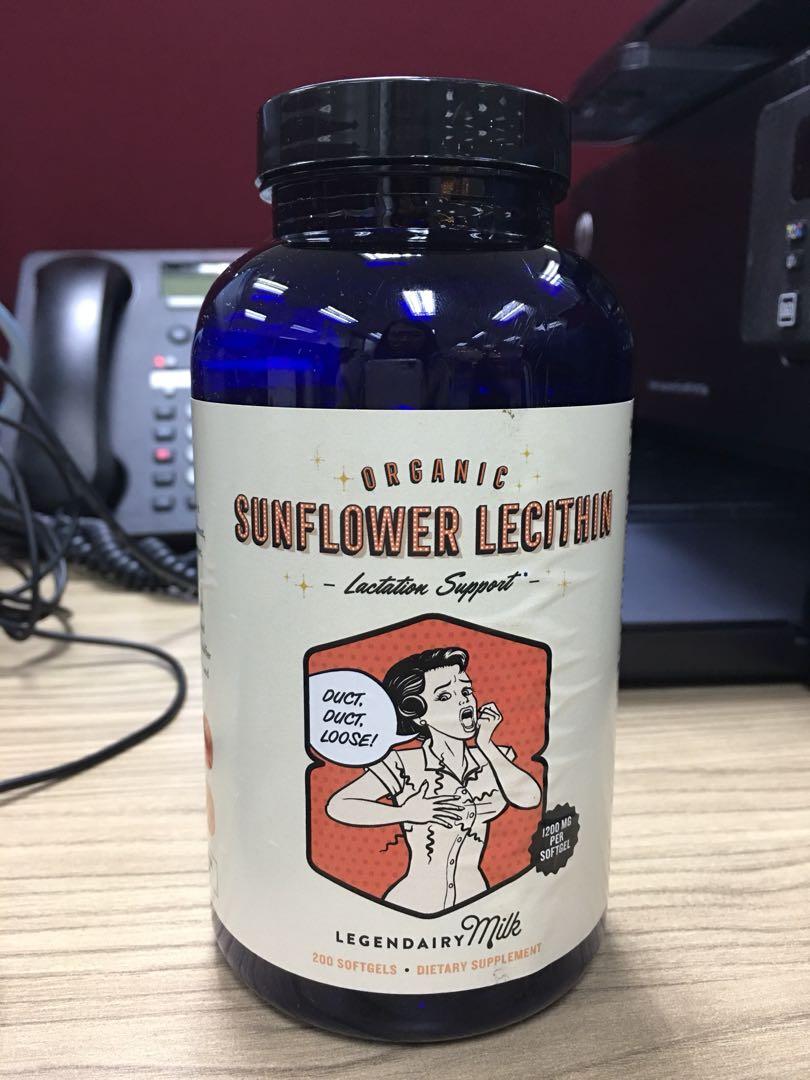 ORGANIC
SUNFLOWER LECITHIN
- Lactation Support* -
DUCT,
DUCT,
LOOSE!
1200 MG
PER
SOFTGEL
LEGENDAIRY Milk
200 SOFTGELS • DIETARY SUPPLEMENT